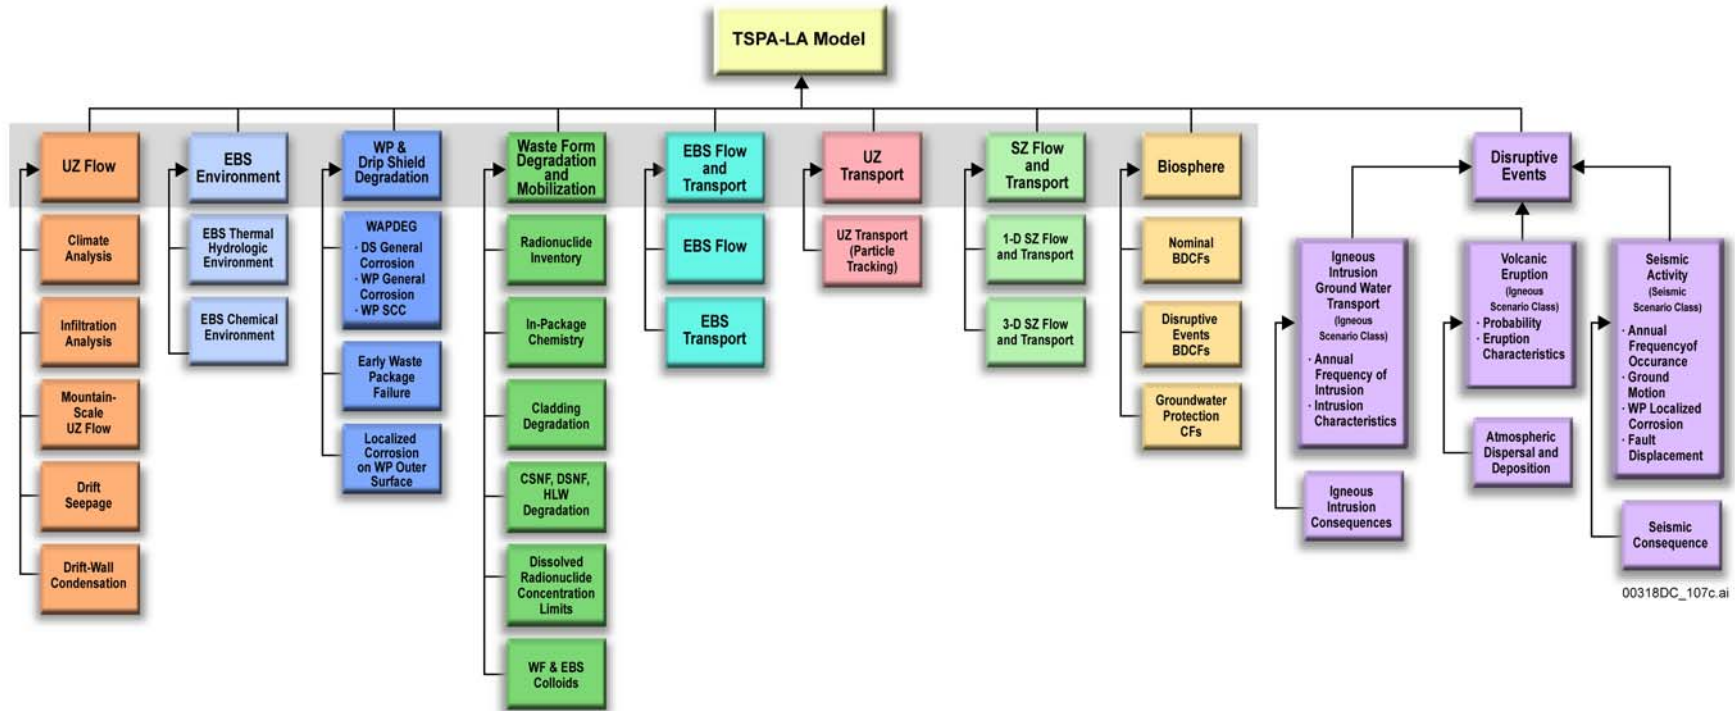 TSPA-LA Model
UZ Flow
Climate
Analysis
Infiltration
Analysis
Mountain-
Scale
UZ Flow
Drift
Seepage
Drift-Wall
Condensation
EBS
Environment
EBS Thermal
Hydrologic
Environment
EBS Chemical
Environment
WP &
Drip Shield
Degradation
WAPDEG
· DS General
Corrosion
· WP General
Corrosion
· WP SCC
Early Waste
Package
Failure
Localized
Corrosion
on WP Outer
Surface
Waste Form
Degradation
and
Mobilization
Radionuclide
Inventory
In-Package
Chemistry
Cladding
Degradation
CSNF, DSNF,
HLW
Degradation
Dissolved
Radionuclide
Concentration
Limits
WF & EBS
Colloids
EBS Flow
and
Transport
EBS Flow
EBS
Transport
UZ
Transport
UZ Transport
(Particle
Tracking)
SZ Flow
and
Transport
1-D SZ Flow
and Transport
3-D SZ Flow
and Transport
Biosphere
Nominal
BDCFs
Disruptive
Events
BDCFs
Groundwater
Protection
CFs
Disruptive
Events
Igneous
Intrusion
Ground Water
Transport
(Igneous
Scenario Class)
· Annual
Frequency of
Intrusion
· Intrusion
Characteristics
Igneous
Intrusion
Consequences
Volcanic
Eruption
(Igneous
Scenario Class)
· Probability
· Eruption
Characteristics
Atmospheric
Dispersal and
Deposition
Seismic
Activity
(Seismic
Scenario Class)
· Annual
Frequencyof
Occurance
· Ground
Motion
· WP Localized
Corrosion
· Fault
Displacement
Seismic
Consequence
00318DC_107c.ai